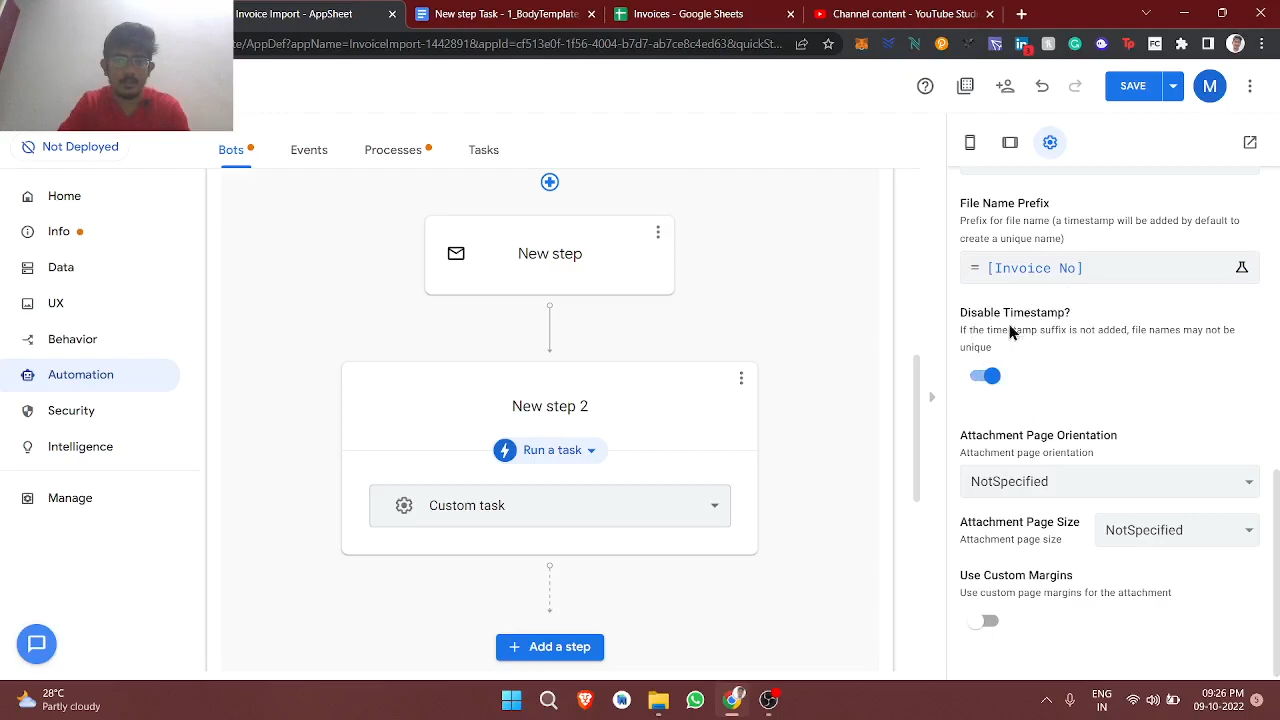 Invoice Import - AppSheet
New step Task - 1_BodyTemplate
Invoices - Google Sheets
Channel content - YouTube Stud
te/AppDef?appName=InvoiceImport-14428918&appId=cf513e0f-1f56-4004-b7d7-ab7ce8c4ed63&quickSt...
SAVE
M
Not Deployed
Bots
Events
Processes
Tasks
Home
Info
Data
UX
Behavior
Automation
Security
Intelligence
Manage
New step
New step 2
Run a task
Custom task
Add a step
File Name Prefix
Prefix for file name (a timestamp will be added by default to
create a unique name)
= [Invoice No]
Disable Timestamp?
If the timestamp suffix is not added, file names may not be
unique
Attachment Page Orientation
Attachment page orientation
NotSpecified
Attachment Page Size
Attachment page size
NotSpecified
Use Custom Margins
Use custom page margins for the attachment
28°C
Partly cloudy
ENG
IN
09:26 PM
09-10-2022
5